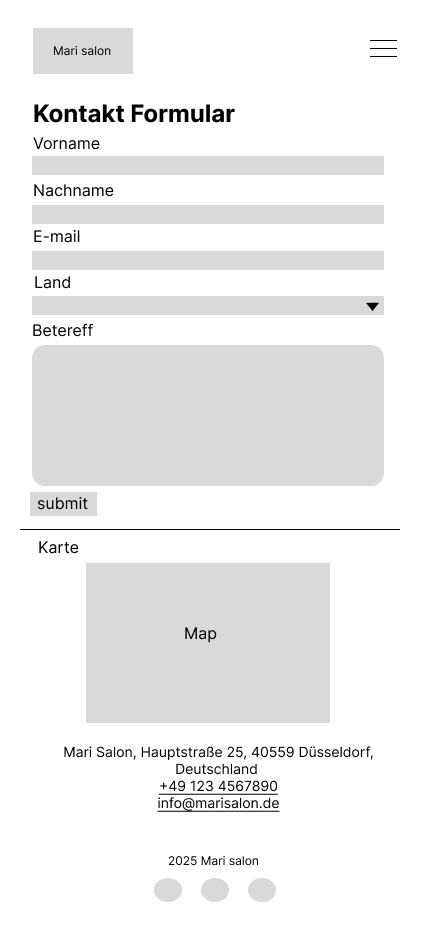 Mari salon
Kontakt Formular
Vorname
Nachname
E-mail
Land
Betereff
submit
Karte
Map
Mari Salon, Hauptstraße 25, 40559 Düsseldorf,
Deutschland
+49 123 4567890
info@marisalon.de
2025 Mari salon